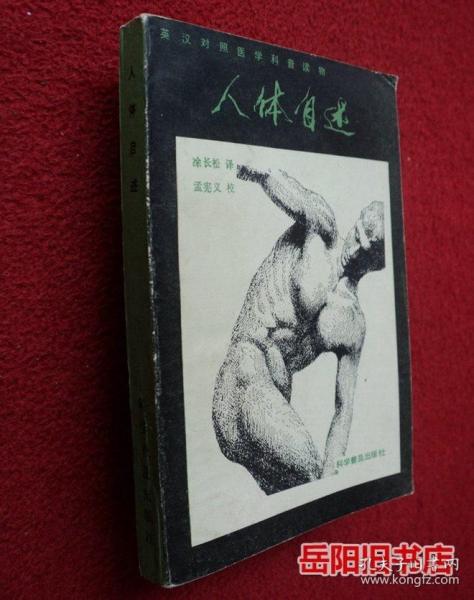 英汉对照医学科普读物
人体自述
涂长松 译
孟宪义 校
科学普及出版社
人体自述
岳阳旧书店
孔夫子旧书网
www.kongfz.com